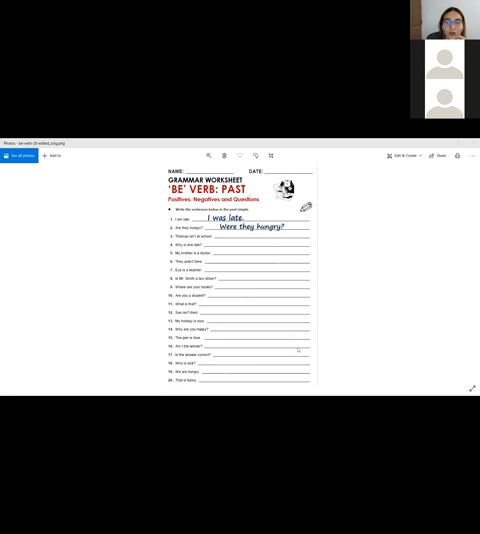 Photos - be-verb-20-edited_orig.png
See all photos
Add to
Edit & Create
Share
NAME: DATE:
GRAMMAR WORKSHEET
'BE' VERB: PAST
Positives, Negatives and Questions
Write the sentences below in the past simple.
1. I am late. I was late.
2. Are they hungry? Were they hungry?
3. Thomas isn't at school.
4. Why is she late?
5. My brother is a doctor.
6. They aren't here.
7. Eva is a teacher.
8. Is Mr. Smith a taxi driver?
9. Where are your books?
10. Are you a student?
11. What is that?
12. Sue isn't tired.
13. My holiday is nice.
14. Why are you happy?
15. The pen is blue.
16. Am I the winner?
17. Is the answer correct?
18. Who is sick?
19. We are hungry.
20. That is funny.